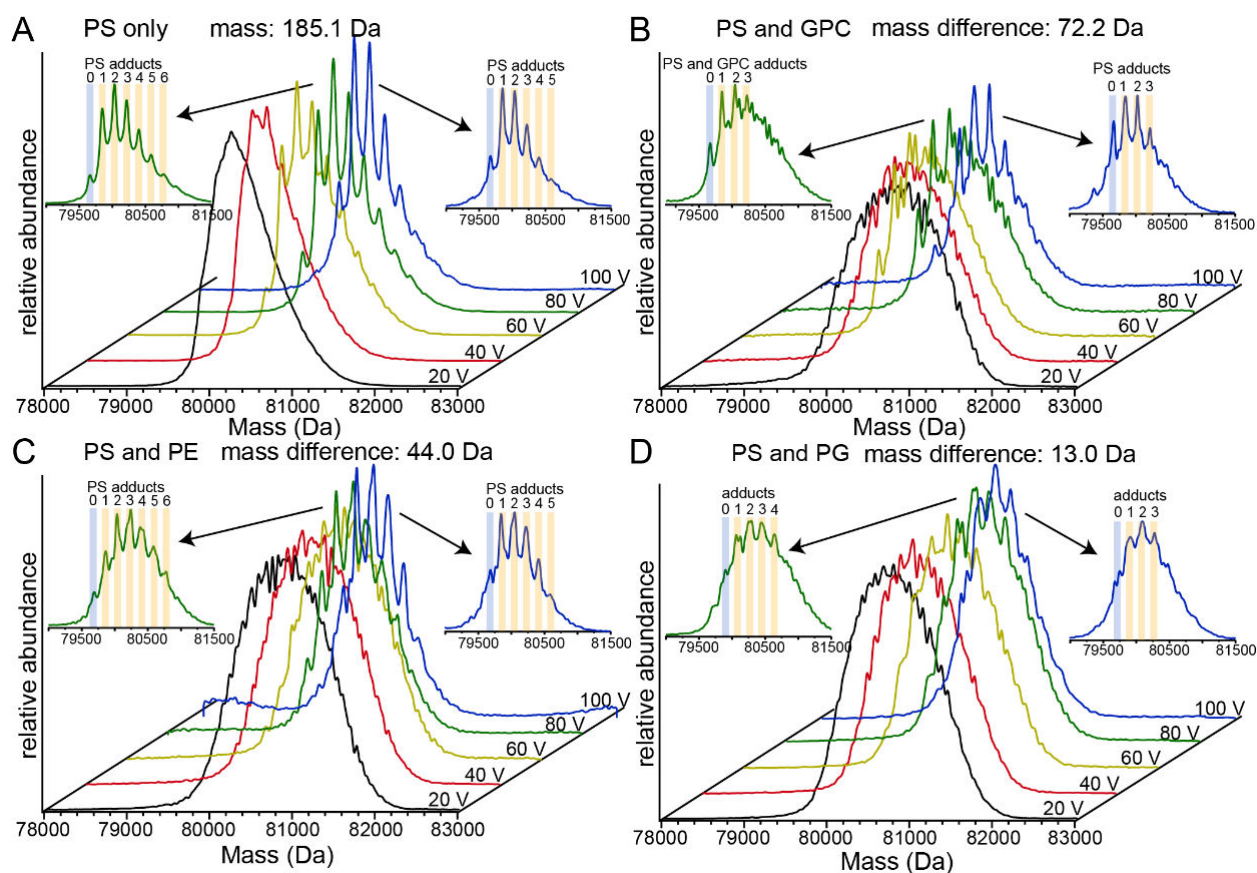 A PS only mass: 185.1 Da
PS adducts
0 1 2 3 4 5 6
79500 80500 81500
PS adducts
0 1 2 3 4 5
79500 80500 81500
relative abundance
100 V
80 V
60 V
40 V
20 V
78000 79000 80000 81000 82000 83000
Mass (Da)
B PS and GPC mass difference: 72.2 Da
PS and GPC adducts
0 1 2 3
79500 80500 81500
PS adducts
0 1 2 3
79500 80500 81500
relative abundance
100 V
80 V
60 V
40 V
20 V
78000 79000 80000 81000 82000 83000
Mass (Da)
C PS and PE mass difference: 44.0 Da
PS adducts
0 1 2 3 4 5 6
79500 80500 81500
PS adducts
0 1 2 3 4 5
79500 80500 81500
relative abundance
100 V
80 V
60 V
40 V
20 V
78000 79000 80000 81000 82000 83000
Mass (Da)
D PS and PG mass difference: 13.0 Da
adducts
0 1 2 3 4
79500 80500 81500
adducts
0 1 2 3
79500 80500 81500
relative abundance
100 V
80 V
60 V
40 V
20 V
78000 79000 80000 81000 82000 83000
Mass (Da)